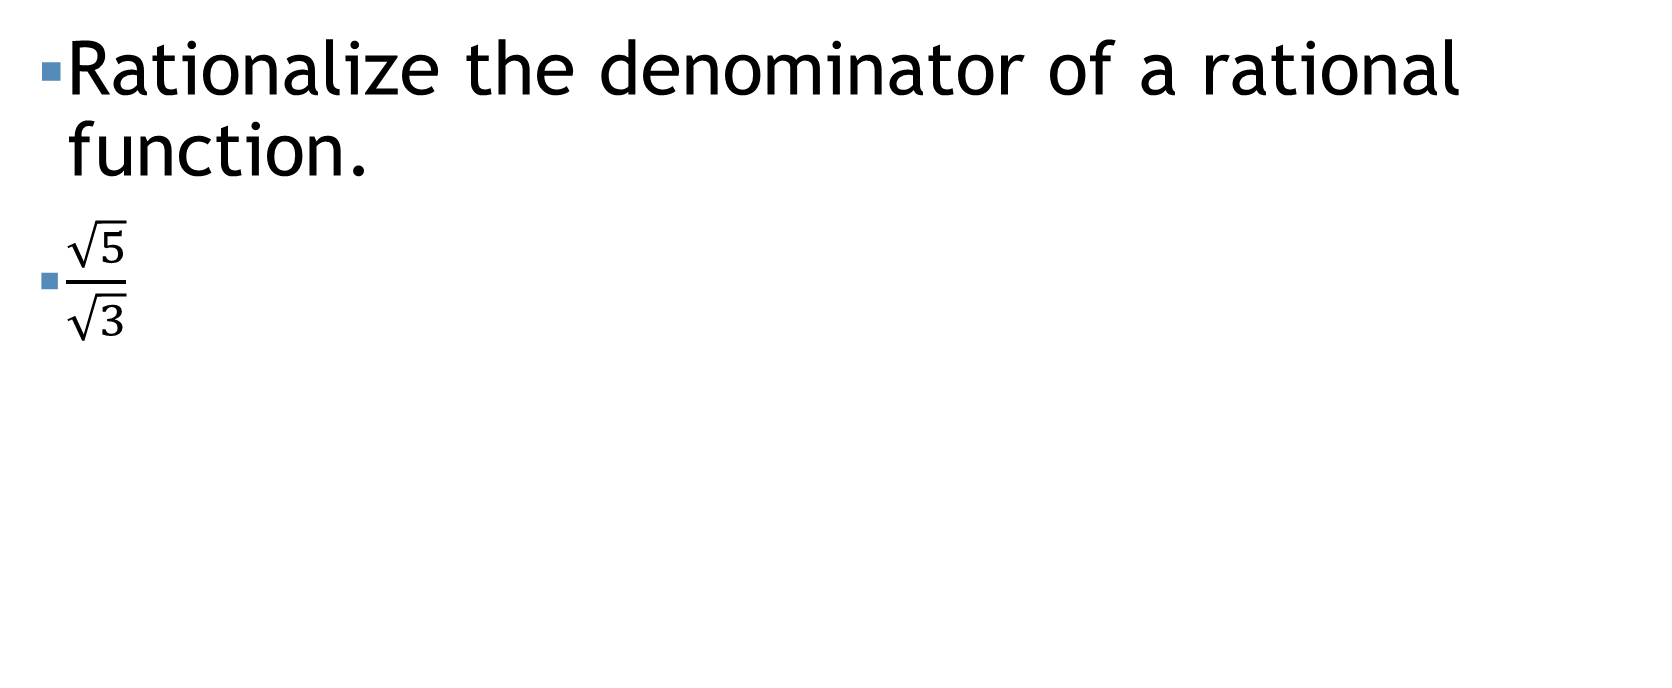 ▪Rationalize the denominator of a rational
function.
▪√5/√3